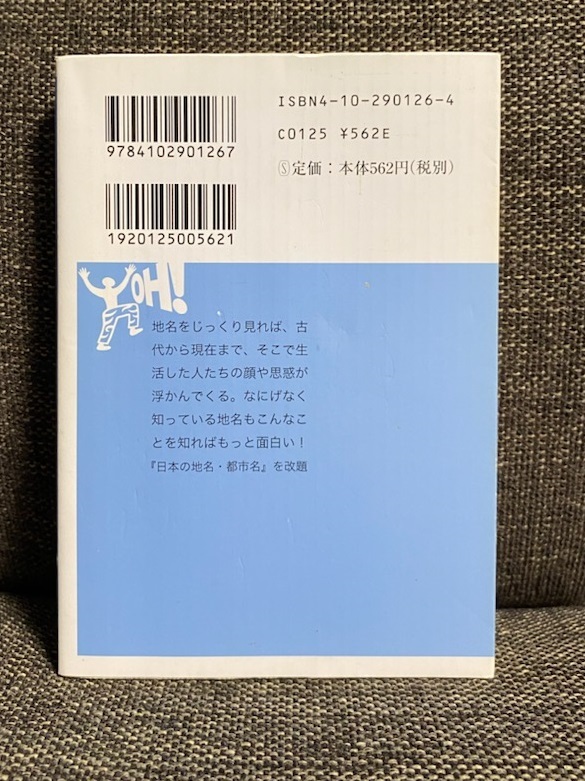 ISBN4-10-290126-4
9784102901267
C0125 ¥562E
Ⓢ定価：本体562円(税別)
1920125005621
OH!
地名をじっくり見れば、古
代から現在まで、そこで生
活した人たちの顔や思惑が
浮かんでくる。なにげなく
知っている地名もこんなこ
とを知ればもっと面白い！
『日本の地名・都市名』を改題